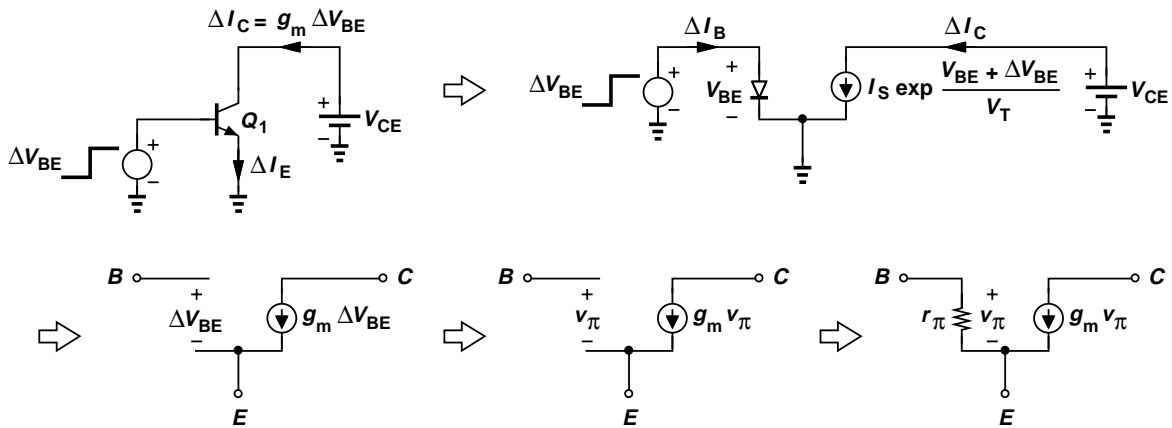 ΔI_C = g_m ΔV_BE
Q_1
V_CE
+
−
ΔV_BE
+
−
ΔI_E
ΔI_B
ΔI_C
ΔV_BE
+
−
+
V_BE
−
I_S exp (V_BE + ΔV_BE) / V_T
+
−
V_CE
B
C
+
ΔV_BE
−
g_m ΔV_BE
E
B
C
+
v_π
−
g_m v_π
E
B
C
r_π
+
v_π
−
g_m v_π
E